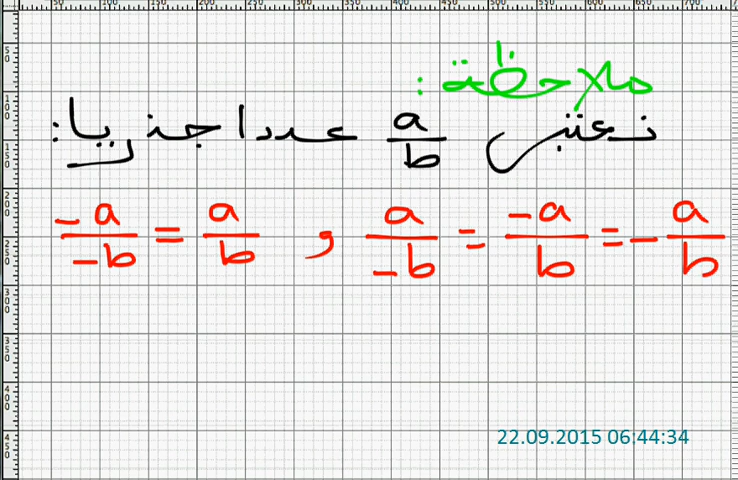 ملاحظة:
نعتبر a/b عددا جذريا:
-a/-b = a/b و a/-b = -a/b = -a/b
22.09.2015 06:44:34